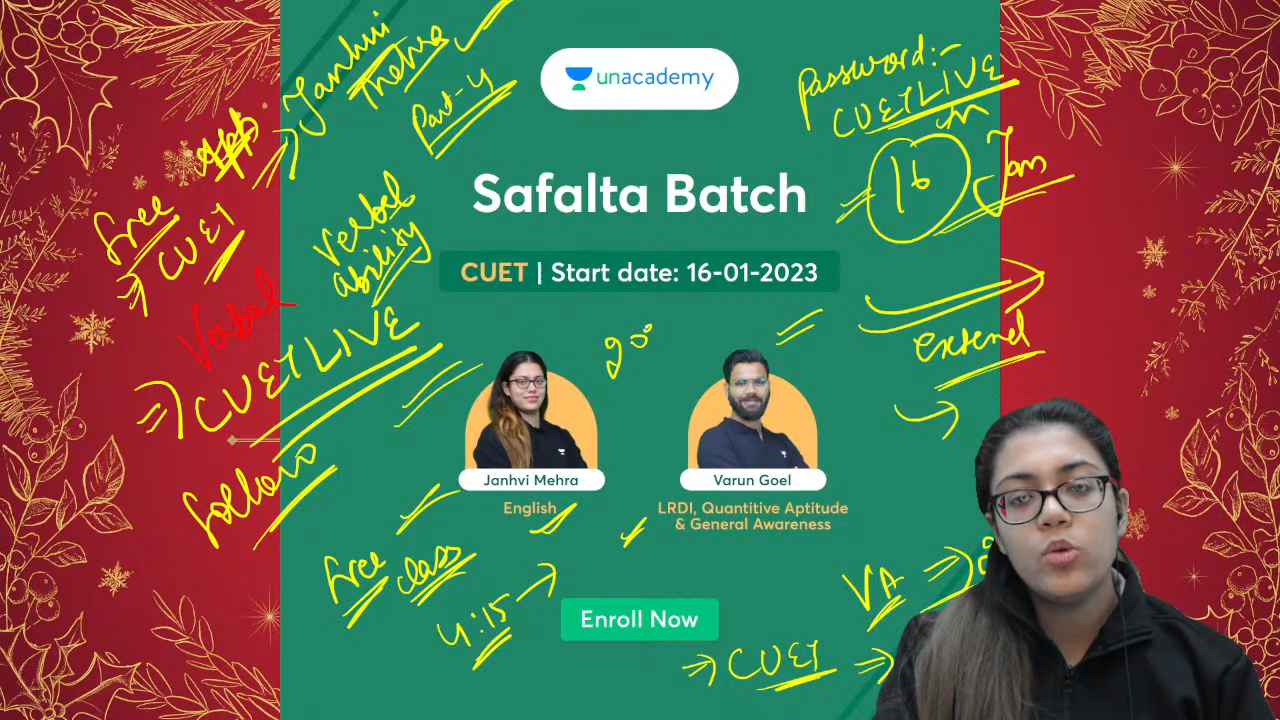 unacademy
Safalta Batch
CUET | Start date: 16-01-2023
Janhvi Mehra
English
Varun Goel
LRDI, Quantitive Aptitude
& General Awareness
Enroll Now
Janhvi
Part-4
Free App
CUET
Verbal
ability
Verbal
CUETLIVE
follow
Free class
4:15
Password:-
CUETLIVE
16 Jan
extend
VA
CUET